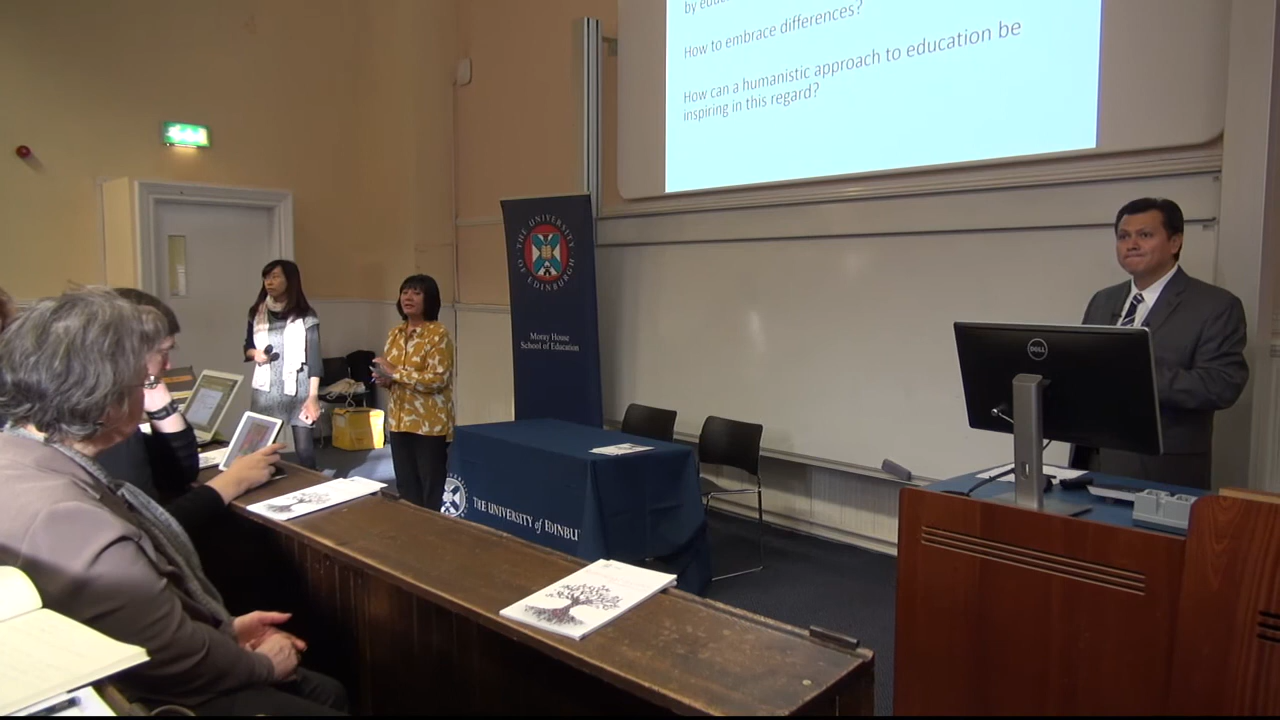 How to embrace differences?
How can a humanistic approach to education be
inspiring in this regard?
THE UNIVERSITY
OF EDINBURGH
Moray House
School of Education
DELL
THE UNIVERSITY of EDINBU